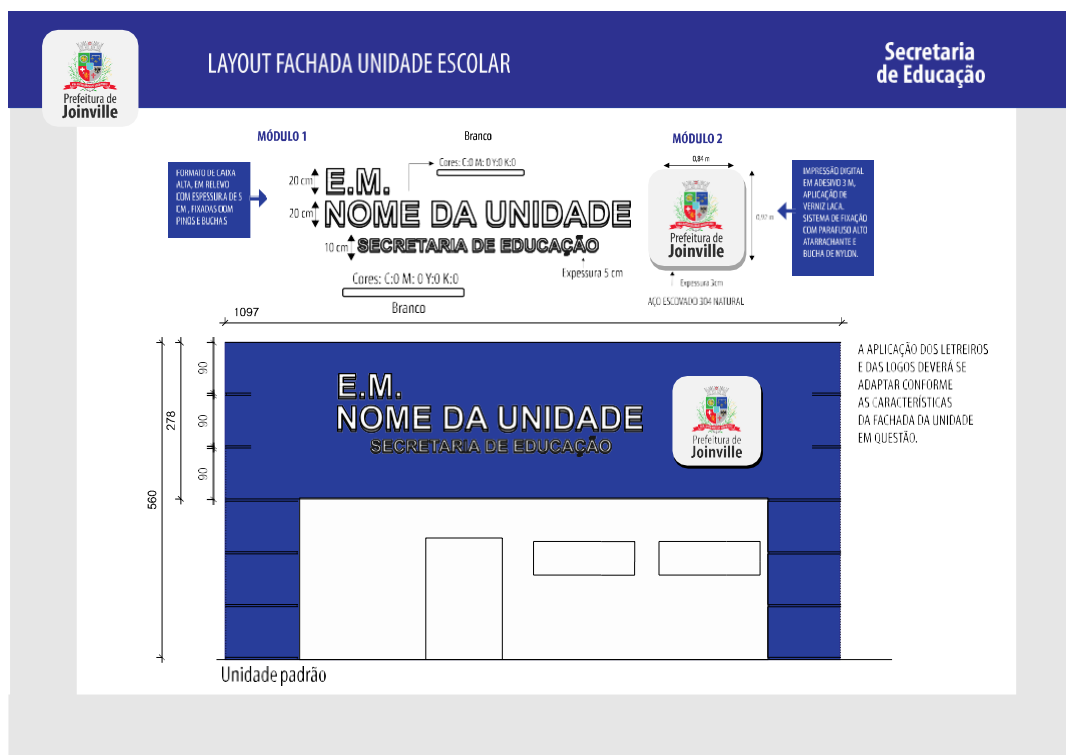 Prefeitura de
Joinville
LAYOUT FACHADA UNIDADE ESCOLAR
Secretaria
de Educação
MÓDULO 1
Branco
MÓDULO 2
FORMATO DE CAIXA
ALTA, EM RELEVO
COM ESPESSURA DE 5
CM , FIXADAS COM
PINOS E BUCHAS
Cores: C:0 M: 0 Y:0 K:0
20 cm
E.M.
20 cm
NOME DA UNIDADE
10 cm
SECRETARIA DE EDUCAÇÃO
Expessura 5 cm
Cores: C:0 M: 0 Y:0 K:0
Branco
0,84 m
0,92 m
Prefeitura de
Joinville
Expessura 3cm
AÇO ESCOVADO 304 NATURAL
IMPRESSÃO DIGITAL
EM ADESIVO 3 M,
APLICAÇÃO DE
VERNIZ LACA.
SISTEMA DE FIXAÇÃO
COM PARAFUSO ALTO
ATARRACHANTE E
BUCHA DE NYLON.
1097
560
278
90
90
90
E.M.
NOME DA UNIDADE
SECRETARIA DE EDUCAÇÃO
Prefeitura de
Joinville
A APLICAÇÃO DOS LETREIROS
E DAS LOGOS DEVERÁ SE
ADAPTAR CONFORME
AS CARACTERÍSTICAS
DA FACHADA DA UNIDADE
EM QUESTÃO.
Unidade padrão